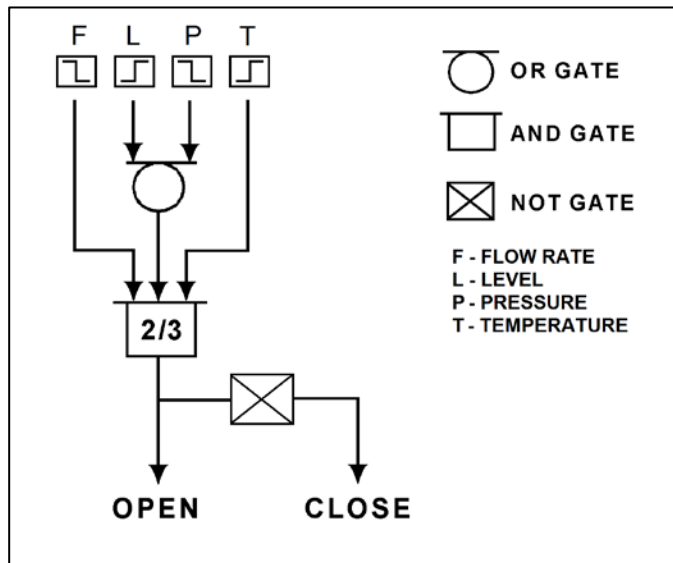 F L P T
OR GATE
AND GATE
NOT GATE
F - FLOW RATE
L - LEVEL
P - PRESSURE
T - TEMPERATURE
2/3
OPEN CLOSE